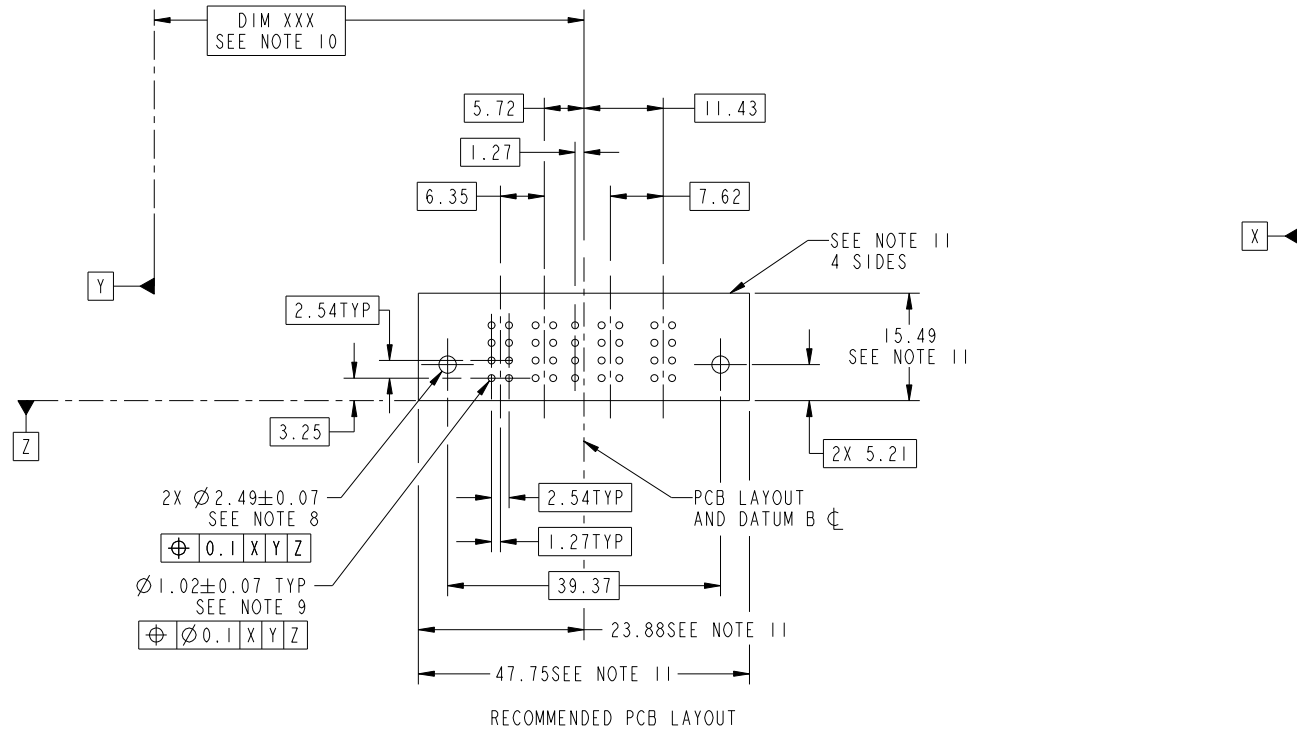 DIM XXX
SEE NOTE 10
5.72
11.43
1.27
6.35
7.62
SEE NOTE 11
4 SIDES
X
Y
2.54TYP
15.49
SEE NOTE 11
3.25
Z
2X 5.21
2X Ø2.49±0.07
SEE NOTE 8
⌖ 0.1 X Y Z
2.54TYP
PCB LAYOUT
AND DATUM B ℄
1.27TYP
Ø1.02±0.07 TYP
SEE NOTE 9
⌖ Ø0.1 X Y Z
39.37
23.88SEE NOTE 11
47.75SEE NOTE 11
RECOMMENDED PCB LAYOUT